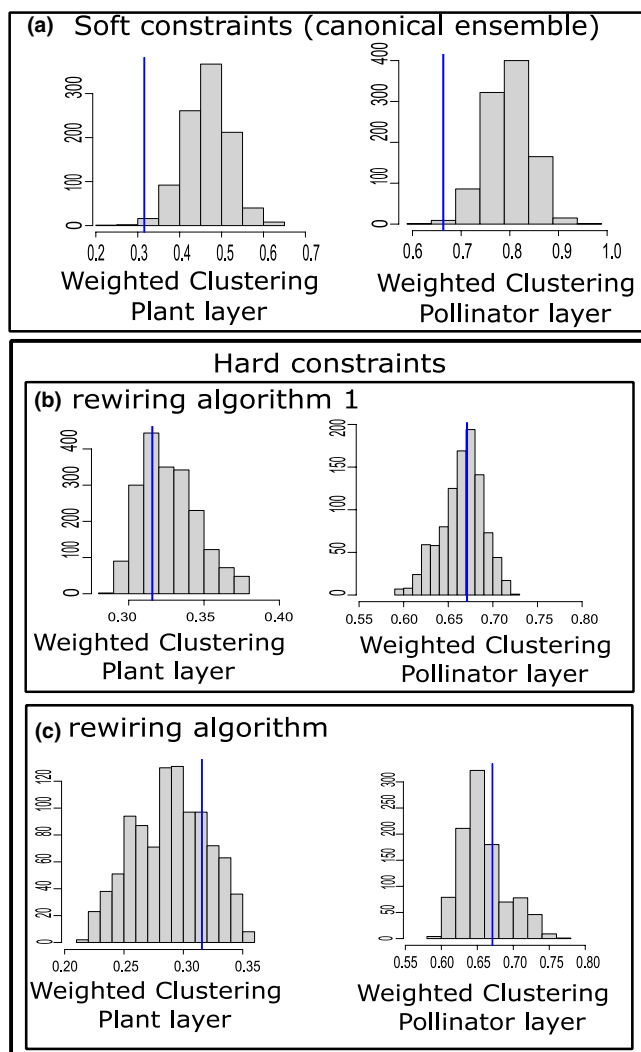 (a) Soft constraints (canonical ensemble)
0 100 200 300
0.2 0.3 0.4 0.5 0.6 0.7
Weighted Clustering
Plant layer
0 100 200 300 400
0.6 0.7 0.8 0.9 1.0
Weighted Clustering
Pollinator layer
Hard constraints
(b) rewiring algorithm 1
0 100 200 300 400
0.30 0.35 0.40
Weighted Clustering
Plant layer
0 50 100 150 200
0.55 0.60 0.65 0.70 0.75 0.80
Weighted Clustering
Pollinator layer
(c) rewiring algorithm
0 20 40 60 80 120
0.20 0.25 0.30 0.35
Weighted Clustering
Plant layer
0 50 100 150 200 250 300
0.55 0.60 0.65 0.70 0.75 0.80
Weighted Clustering
Pollinator layer